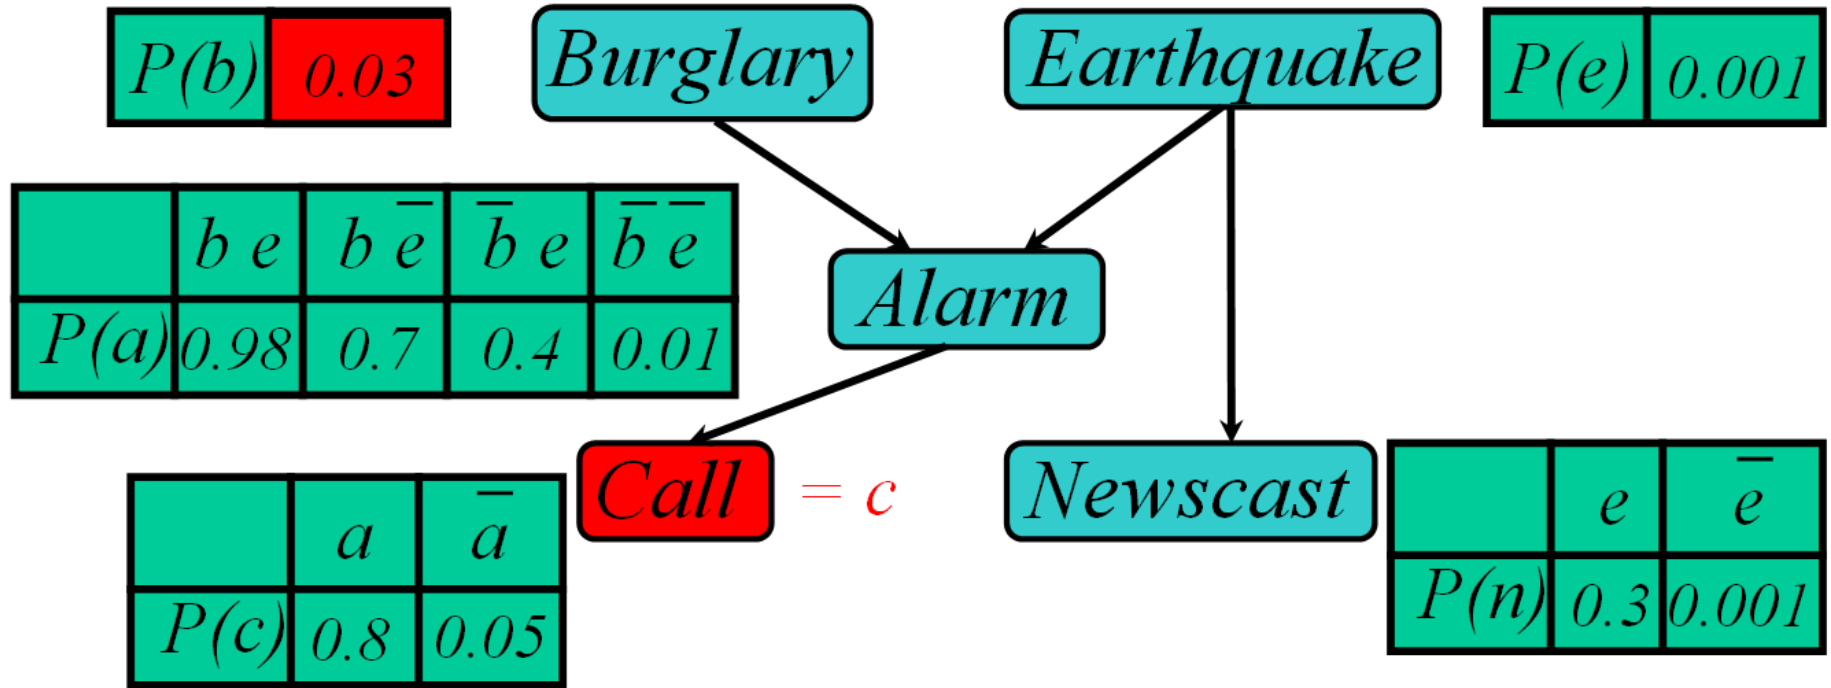 P(b) 0.03
Burglary
Earthquake
P(e) 0.001
b e b e̅ b̅ e b̅ e̅
P(a) 0.98 0.7 0.4 0.01
Alarm
Call = c
Newscast
a a̅
P(c) 0.8 0.05
e e̅
P(n) 0.3 0.001